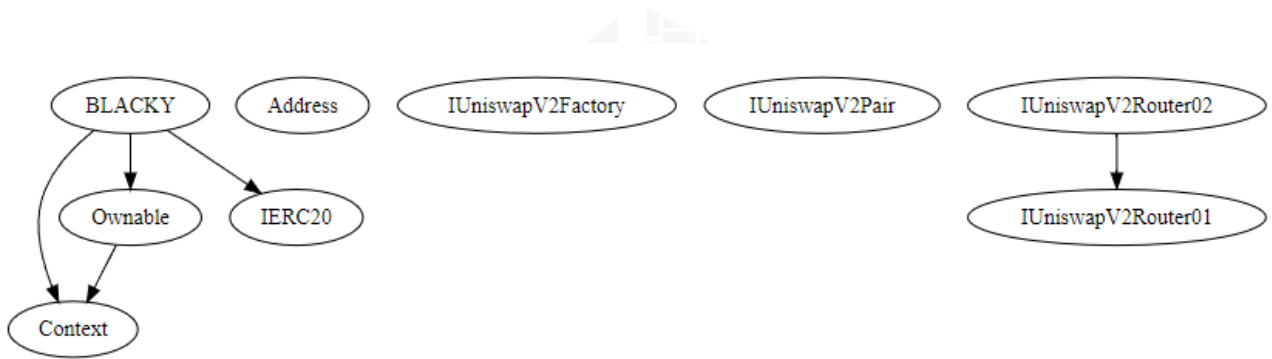 BLACKY Address IUniswapV2Factory IUniswapV2Pair IUniswapV2Router02
Ownable IERC20 IUniswapV2Router01
Context